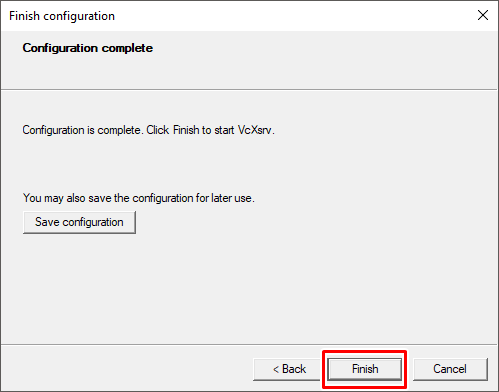 Finish configuration
Configuration complete
Configuration is complete. Click Finish to start VcXsrv.
You may also save the configuration for later use.
Save configuration
< Back
Finish
Cancel